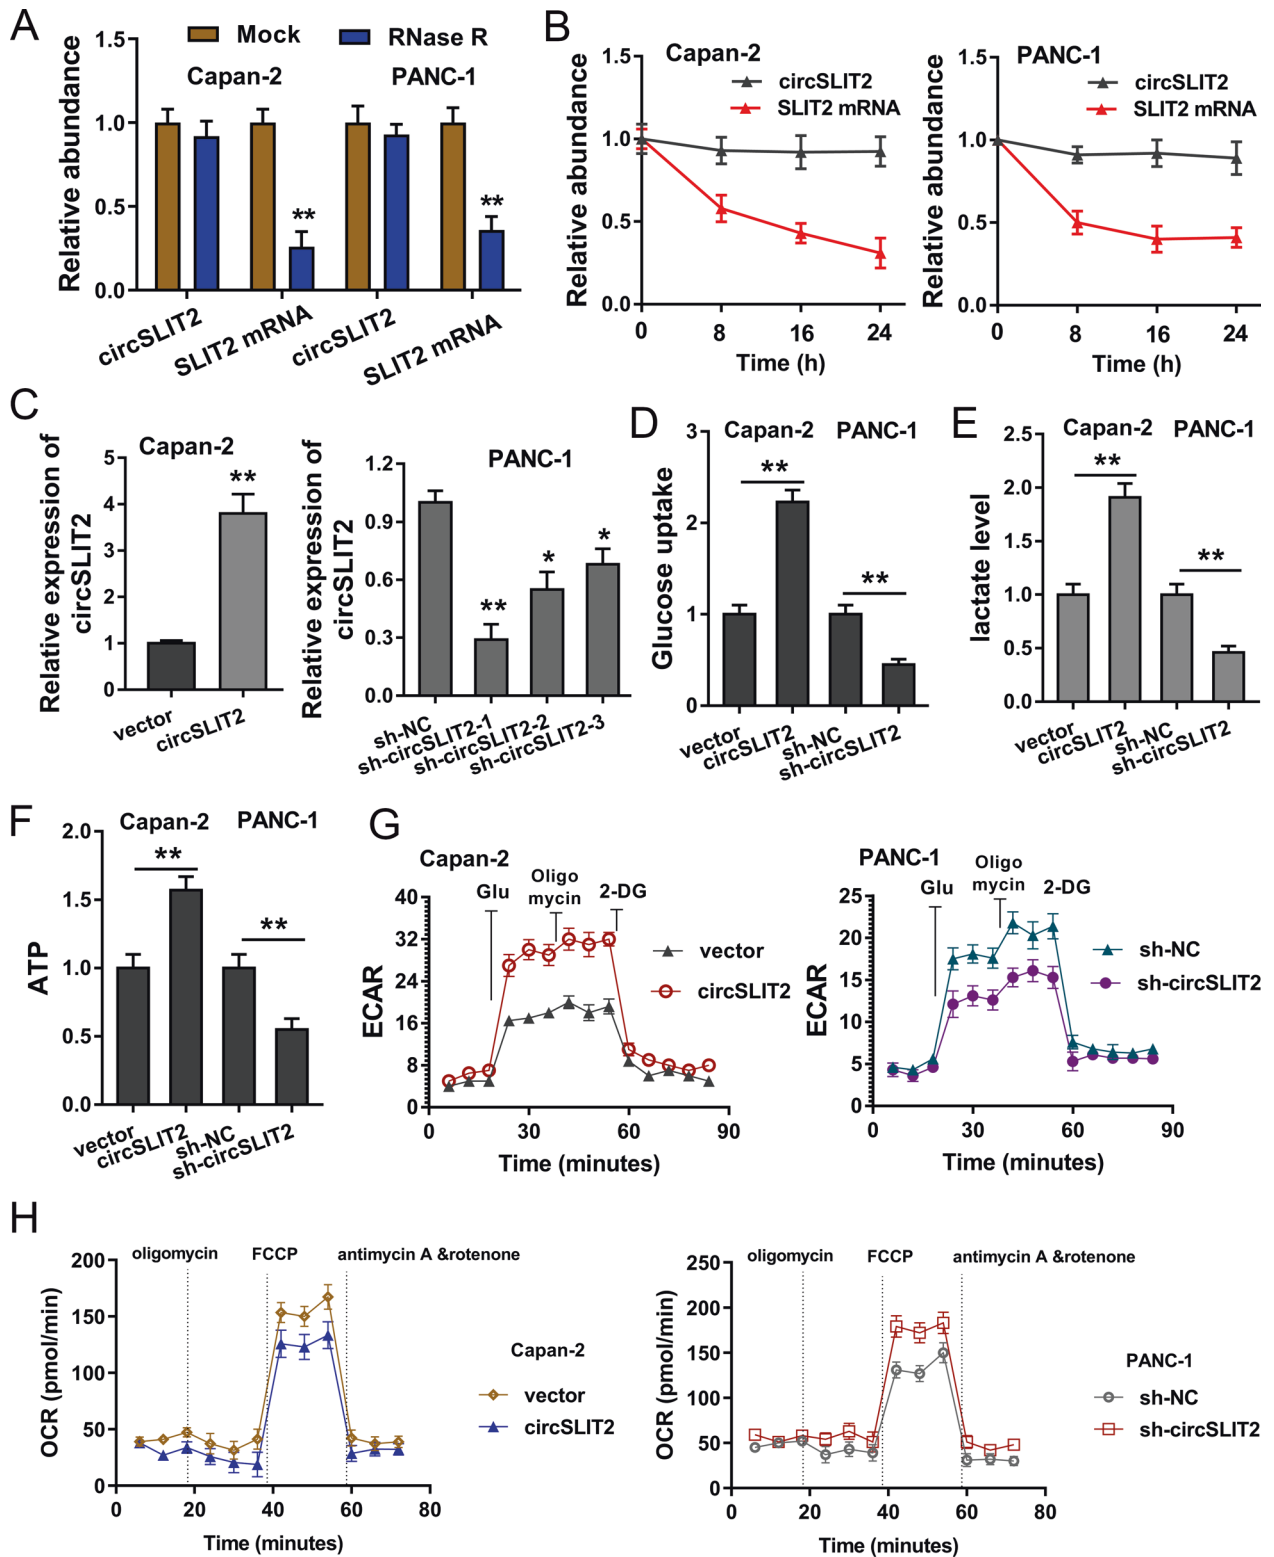 A
Mock
RNase R
Capan-2
PANC-1
Relative abundance
1.5
1.0
0.5
0.0
**
**
circSLIT2
SLIT2 mRNA
circSLIT2
SLIT2 mRNA
B
Capan-2
circSLIT2
SLIT2 mRNA
Relative abundance
1.5
1.0
0.5
0.0
0
8
16
24
Time (h)
PANC-1
circSLIT2
SLIT2 mRNA
Relative abundance
1.5
1.0
0.5
0.0
0
8
16
24
Time (h)
C
Capan-2
Relative expression of
circSLIT2
5
4
3
2
1
0
**
vector
circSLIT2
PANC-1
Relative expression of
circSLIT2
1.2
0.9
0.6
0.3
0.0
**
*
*
sh-NC
sh-circSLIT2-1
sh-circSLIT2-2
sh-circSLIT2-3
D
Capan-2
PANC-1
Glucose uptake
3
2
1
0
**
**
vector
circSLIT2
sh-NC
sh-circSLIT2
E
Capan-2
PANC-1
lactate level
2.5
2.0
1.5
1.0
0.5
0.0
**
**
vector
circSLIT2
sh-NC
sh-circSLIT2
F
Capan-2
PANC-1
ATP
2.0
1.5
1.0
0.5
0.0
**
**
vector
circSLIT2
sh-NC
sh-circSLIT2
G
Capan-2
Glu
Oligo
mycin
2-DG
ECAR
40
32
24
16
8
0
vector
circSLIT2
0
30
60
90
Time (minutes)
PANC-1
Glu
Oligo
mycin
2-DG
ECAR
25
20
15
10
5
0
sh-NC
sh-circSLIT2
0
30
60
90
Time (minutes)
H
oligomycin
FCCP
antimycin A &rotenone
OCR (pmol/min)
200
150
100
50
0
Capan-2
vector
circSLIT2
0
20
40
60
80
Time (minutes)
oligomycin
FCCP
antimycin A &rotenone
OCR (pmol/min)
250
200
150
100
50
0
PANC-1
sh-NC
sh-circSLIT2
0
20
40
60
80
Time (minutes)